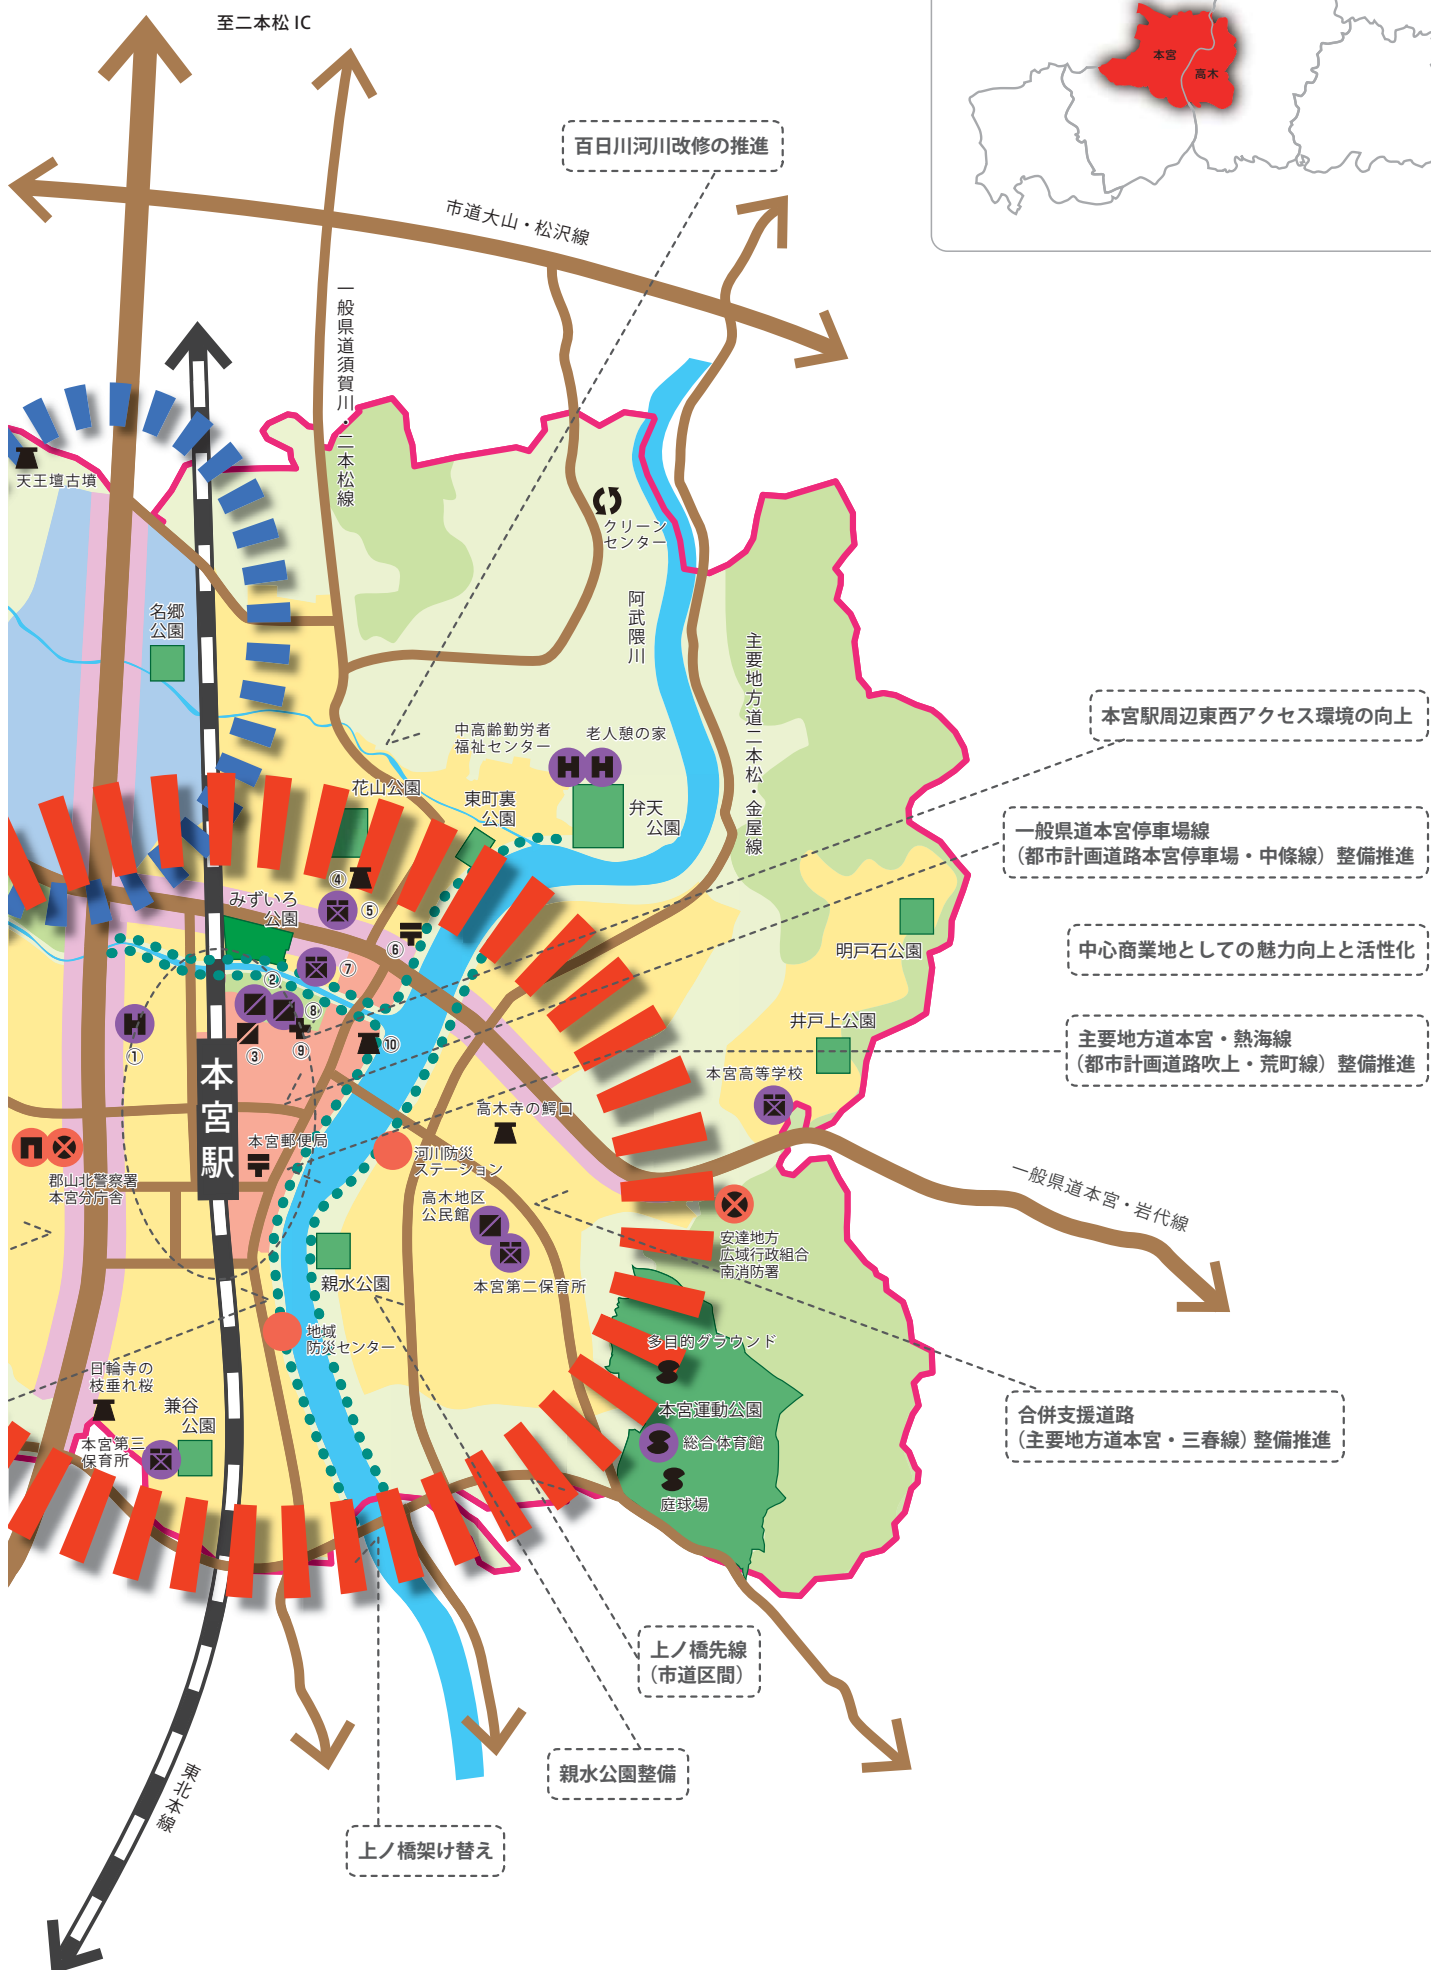 至二本松 IC
本宮
高木
百日川河川改修の推進
市道大山・松沢線
一般県道須賀川・二本松線
天王壇古墳
クリーン
センター
名郷
公園
阿武隈川
主要地方道二本松・金屋線
本宮駅周辺東西アクセス環境の向上
中高齢勤労者
福祉センター
老人憩の家
花山公園
東町裏
公園
弁天
公園
一般県道本宮停車場線
（都市計画道路本宮停車場・中條線）整備推進
④
⑤
みずいろ
公園
⑥
⑦
明戸石公園
中心商業地としての魅力向上と活性化
②
⑧
③
⑨
⑩
①
井戸上公園
主要地方道本宮・熱海線
（都市計画道路吹上・荒町線）整備推進
本宮高等学校
本宮駅
高木寺の鰐口
本宮郵便局
河川防災
ステーション
郡山北警察署
本宮分庁舎
高木地区
公民館
一般県道本宮・岩代線
安達地方
広域行政組合
南消防署
本宮第二保育所
親水公園
地域
防災センター
多目的グラウンド
日輪寺の
枝垂れ桜
兼谷
公園
本宮第三
保育所
本宮運動公園
総合体育館
庭球場
合併支援道路
（主要地方道本宮・三春線）整備推進
上ノ橋先線
（市道区間）
親水公園整備
東北本線
上ノ橋架け替え